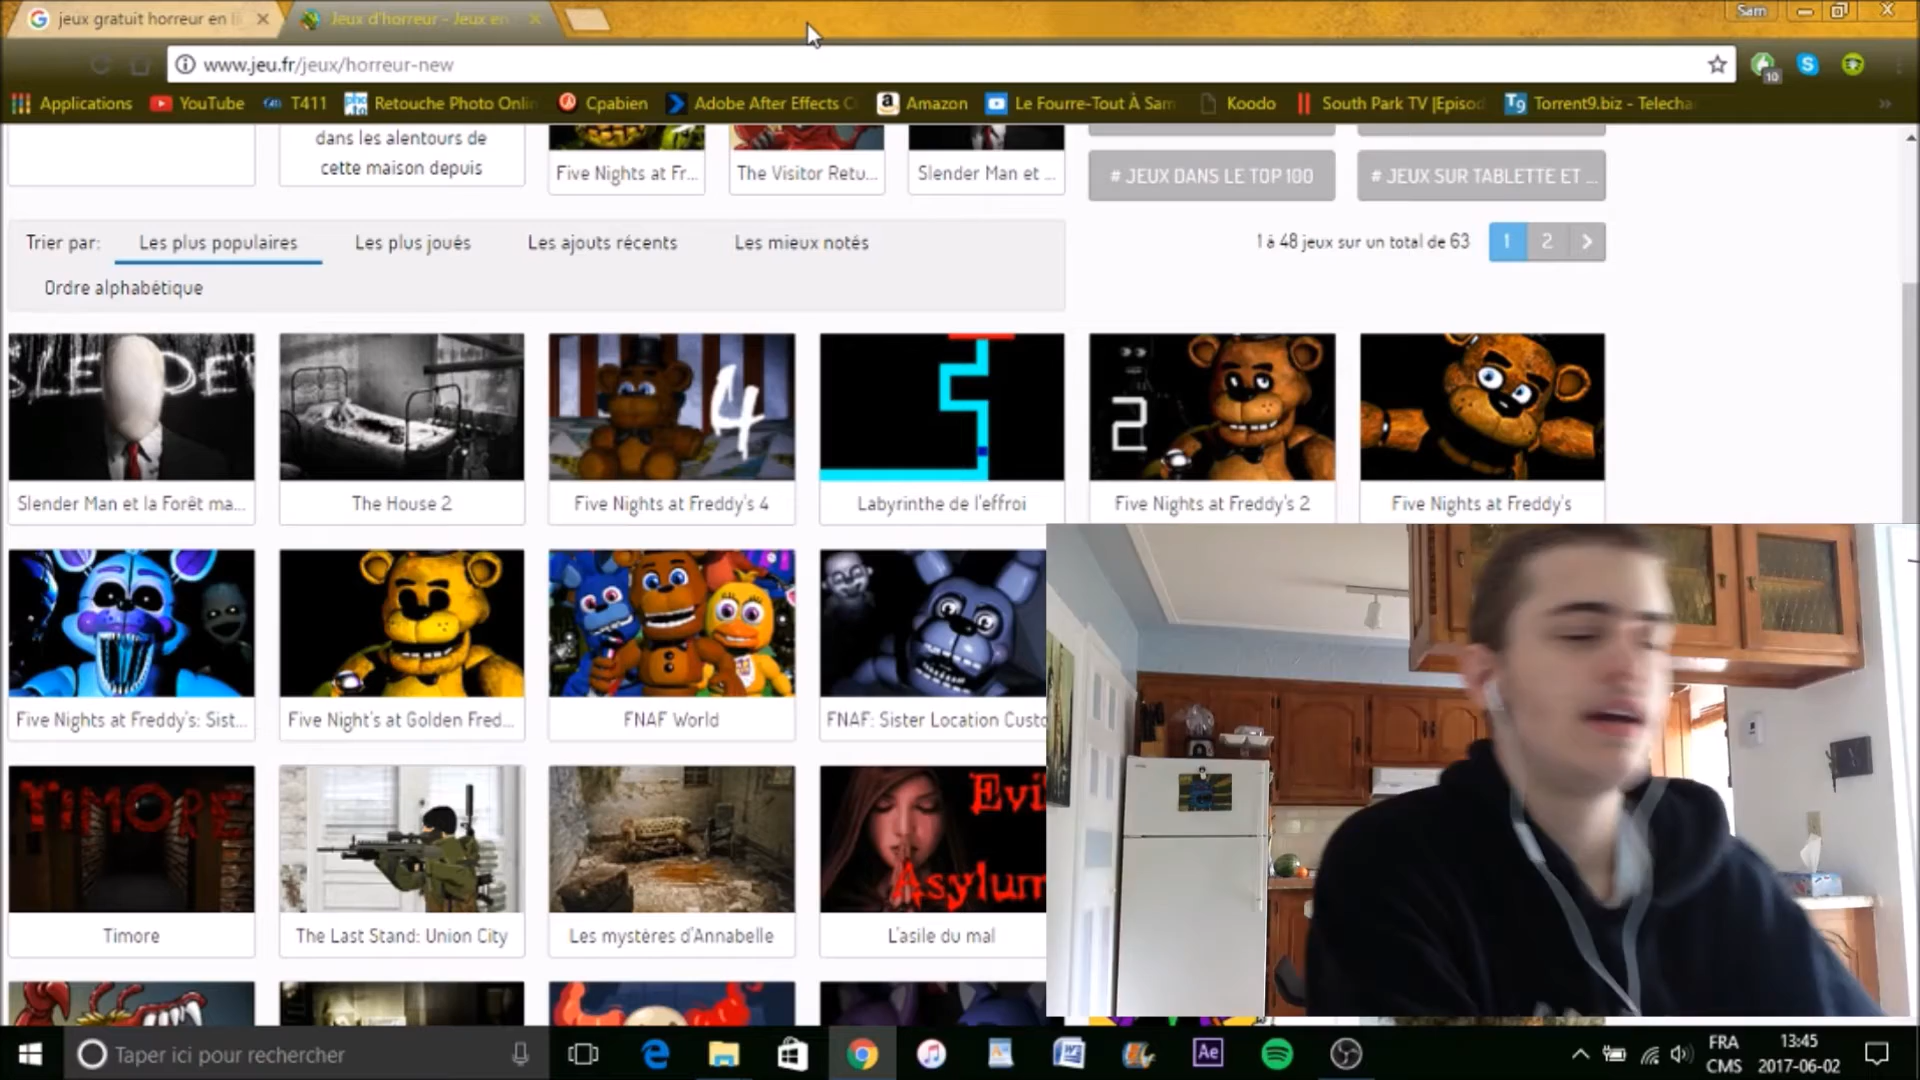 jeux gratuit horreur en li
Jeux d'horreur - Jeux en
Sam
www.jeu.fr/jeux/horreur-new
10
Applications
YouTube
T411
Retouche Photo Onlin
Cpabien
Adobe After Effects C
Amazon
Le Fourre-Tout À Sam
Koodo
South Park TV |Episod
Torrent9.biz - Telecha
dans les alentours de
cette maison depuis
Five Nights at Fr...
The Visitor Retu...
Slender Man et ...
# JEUX DANS LE TOP 100
# JEUX SUR TABLETTE ET ...
Trier par:
Les plus populaires
Les plus joués
Les ajouts récents
Les mieux notés
Ordre alphabétique
1 à 48 jeux sur un total de 63
1
2
SLENDER
4
2
Slender Man et la Forêt ma...
The House 2
Five Nights at Freddy's 4
Labyrinthe de l'effroi
Five Nights at Freddy's 2
Five Nights at Freddy's
Five Nights at Freddy's: Sist...
Five Night's at Golden Fred...
FNAF World
FNAF: Sister Location Custo
TIMORE
Evil
Asylum
Timore
The Last Stand: Union City
Les mystères d'Annabelle
L'asile du mal
Taper ici pour rechercher
Ae
FRA
CMS
13:45
2017-06-02